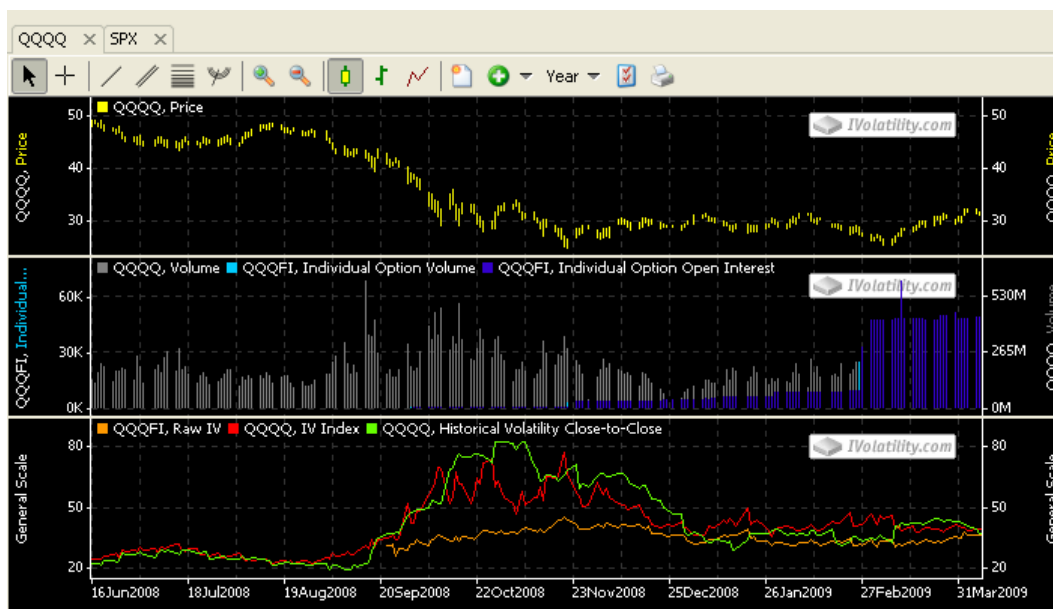 QQQQ SPX
Year
QQQQ, Price
IVolatility.com
50 50
40 40
30 30
QQQQ, Price
QQQQ, Price
QQQQ, Volume QQQFI, Individual Option Volume QQQFI, Individual Option Open Interest
IVolatility.com
60K 530M
30K 265M
0K 0M
QQQFI, Individual...
QQQQ, Volume
QQQFI, Raw IV QQQQ, IV Index QQQQ, Historical Volatility Close-to-Close
IVolatility.com
80 80
50 50
20 20
General Scale
General Scale
16Jun2008 18Jul2008 19Aug2008 20Sep2008 22Oct2008 23Nov2008 25Dec2008 26Jan2009 27Feb2009 31Mar2009